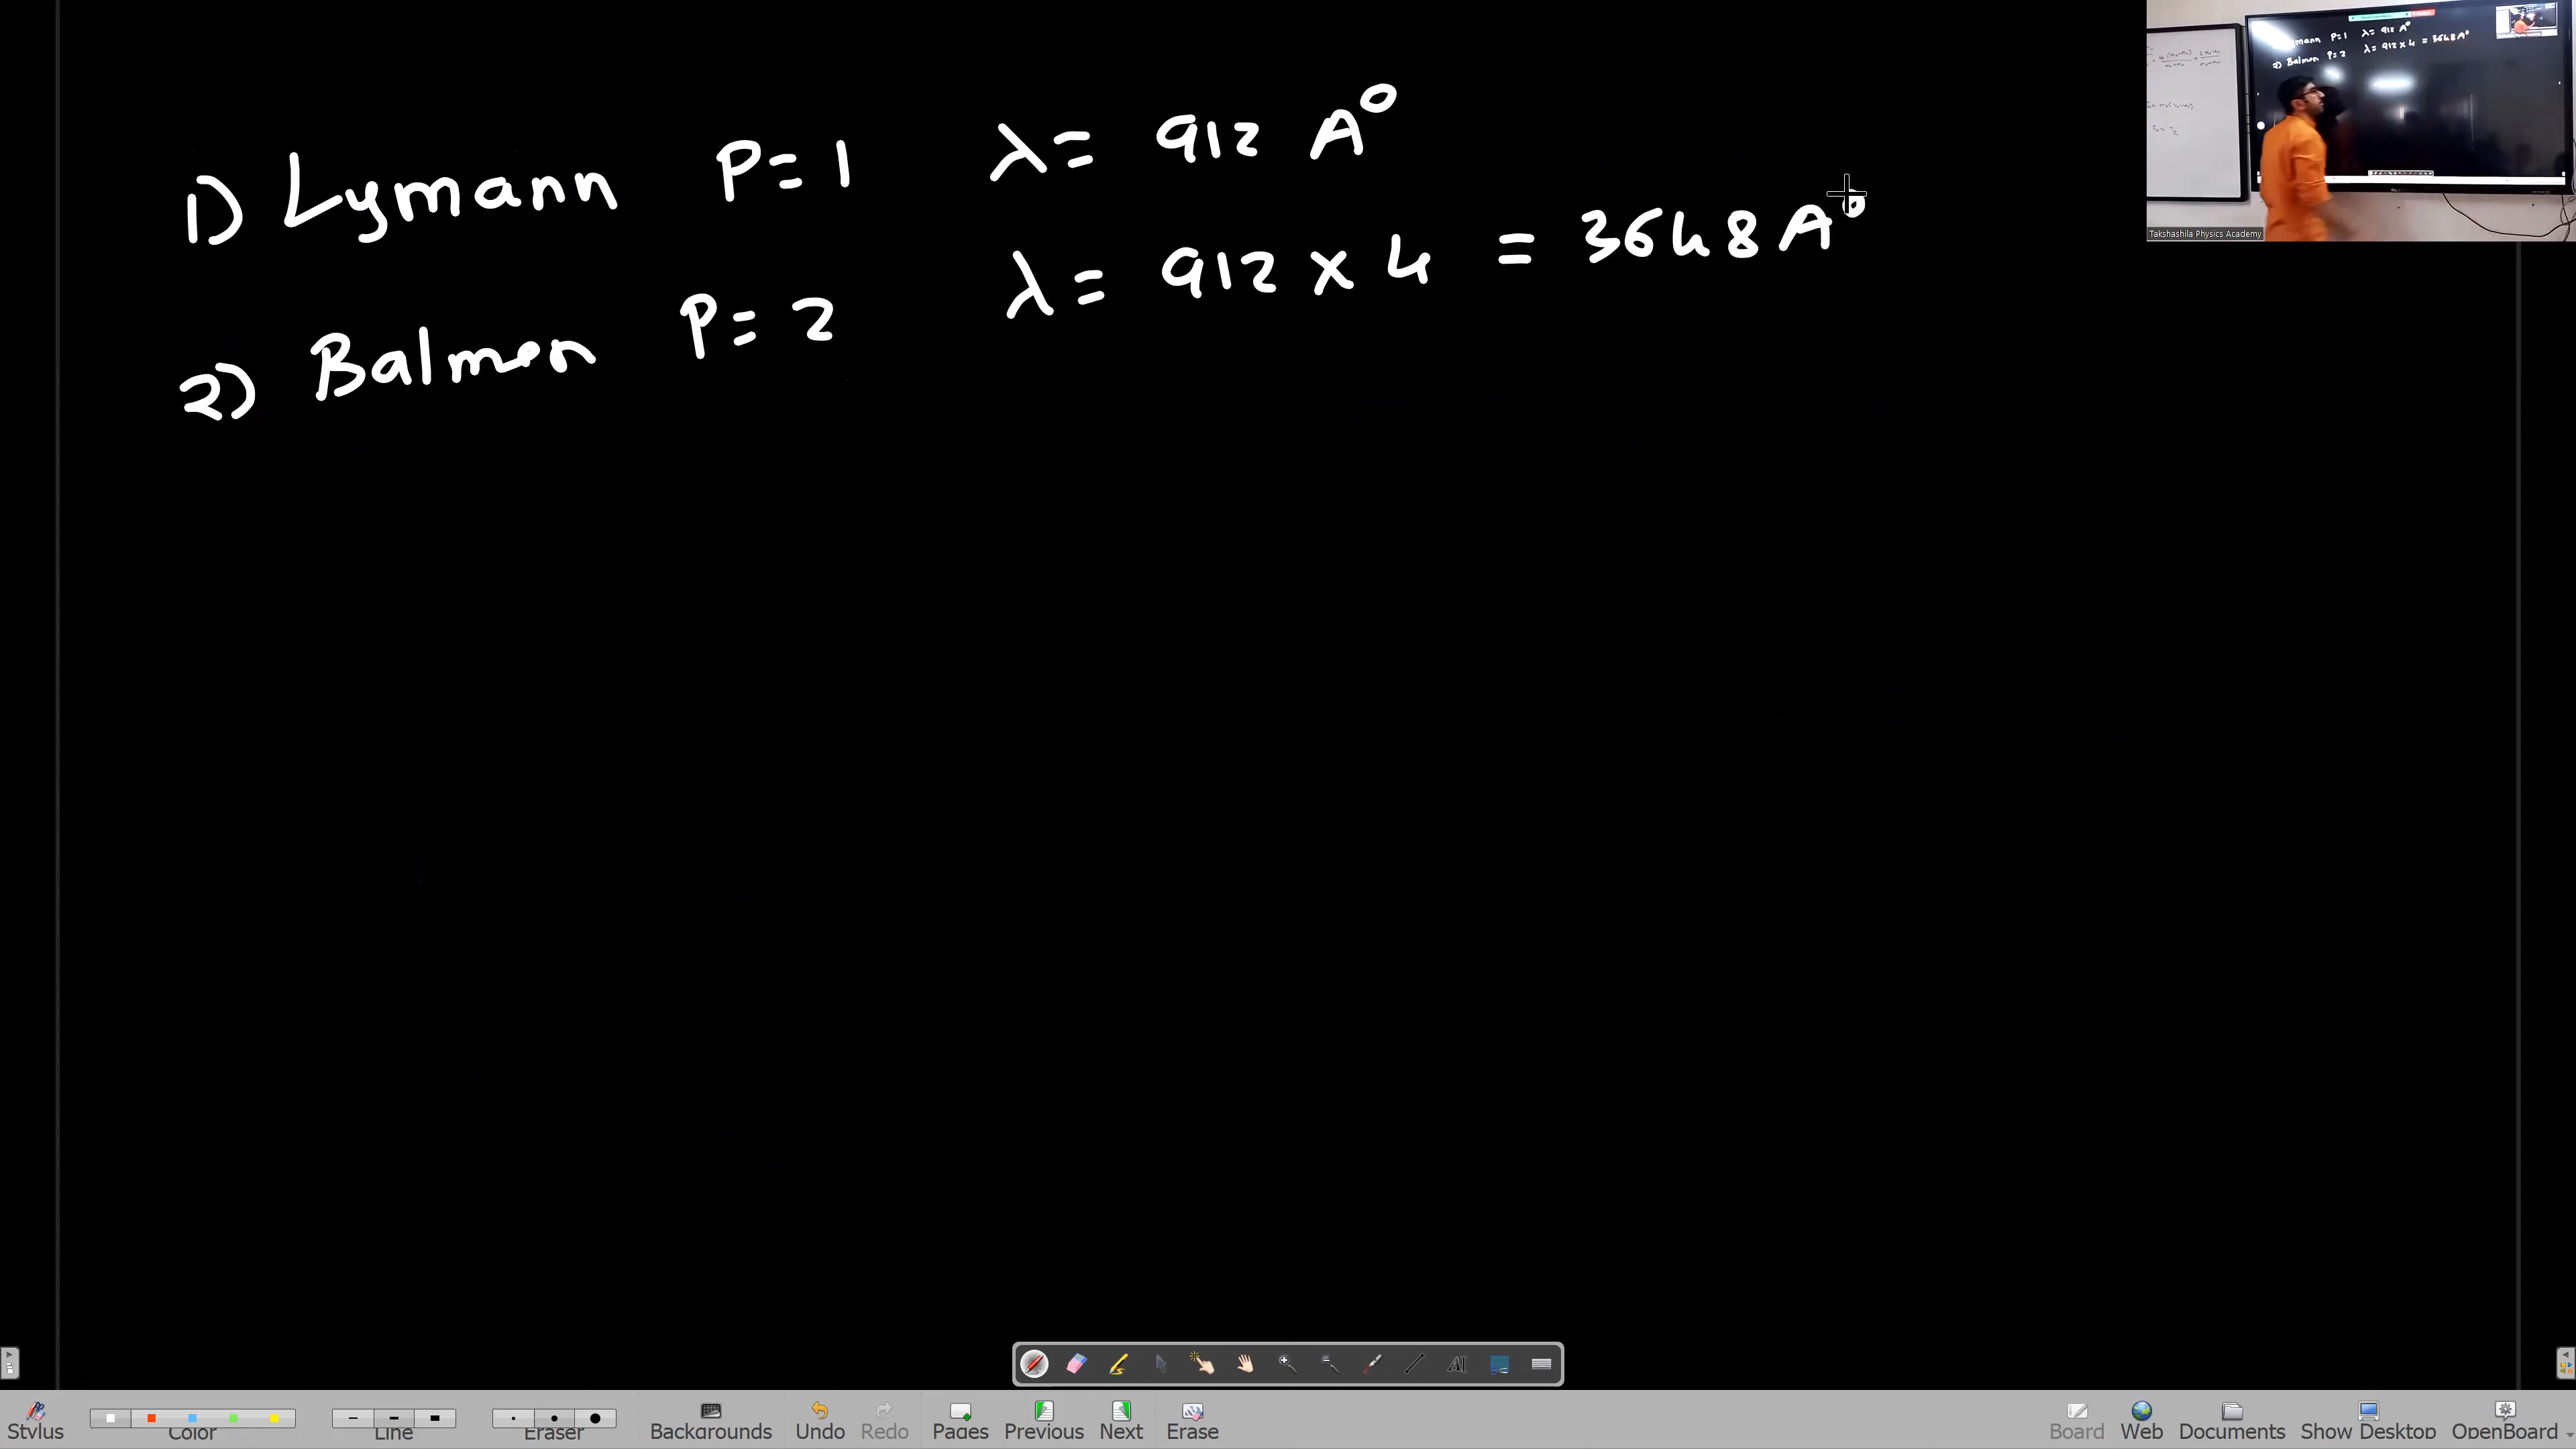 1) Lymann P = 1 λ = 912 A°
2) Balmer P = 2 λ = 912 x 4 = 3648 A°
Takshashila Physics Academy
Stylus Color Line Eraser Backgrounds Undo Redo Pages Previous Next Erase Board Web Documents Show Desktop OpenBoard